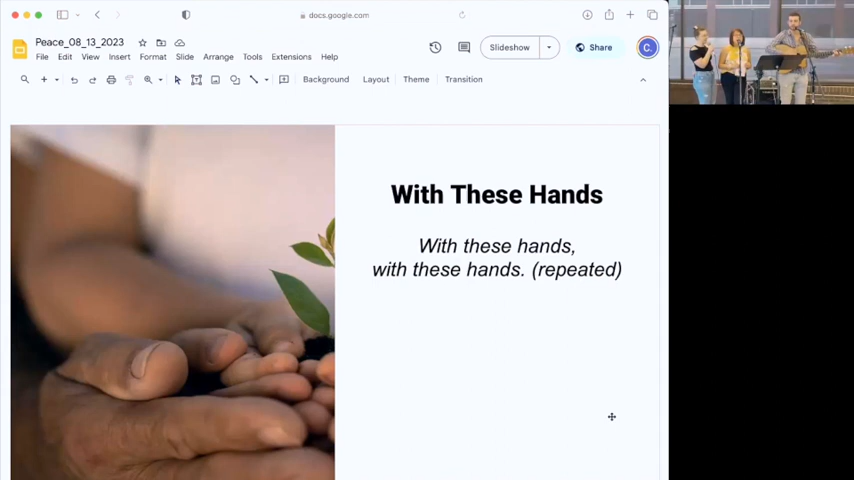 docs.google.com
Peace_08_13_2023
File Edit View Insert Format Slide Arrange Tools Extensions Help
Slideshow
Share
C.
Background Layout Theme Transition
With These Hands
With these hands,
with these hands. (repeated)